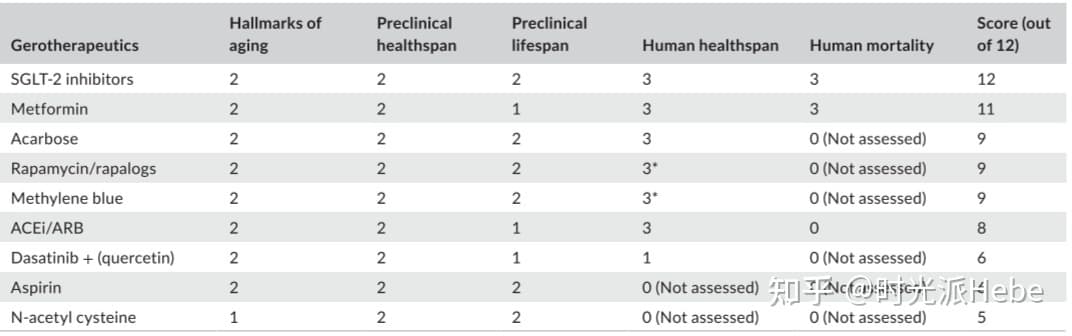 Hallmarks of Preclinical Preclinical Score (out
Gerotherapeutics aging healthspan lifespan Human healthspan Human mortality of 12)
SGLT-2 inhibitors 2 2 2 3 3 12
Metformin 2 2 1 3 3 11
Acarbose 2 2 2 3 0 (Not assessed) 9
Rapamycin/rapalogs 2 2 2 3* 0 (Not assessed) 9
Methylene blue 2 2 2 3* 0 (Not assessed) 9
ACEi/ARB 2 2 1 3 0 8
Dasatinib + (quercetin) 2 2 1 1 0 (Not assessed) 6
Aspirin 2 2 2 0 (Not assessed) 0 (Not assessed) 6
N-acetyl cysteine 1 2 2 0 (Not assessed) 0 (Not assessed) 5
知乎 @时光派Hebe